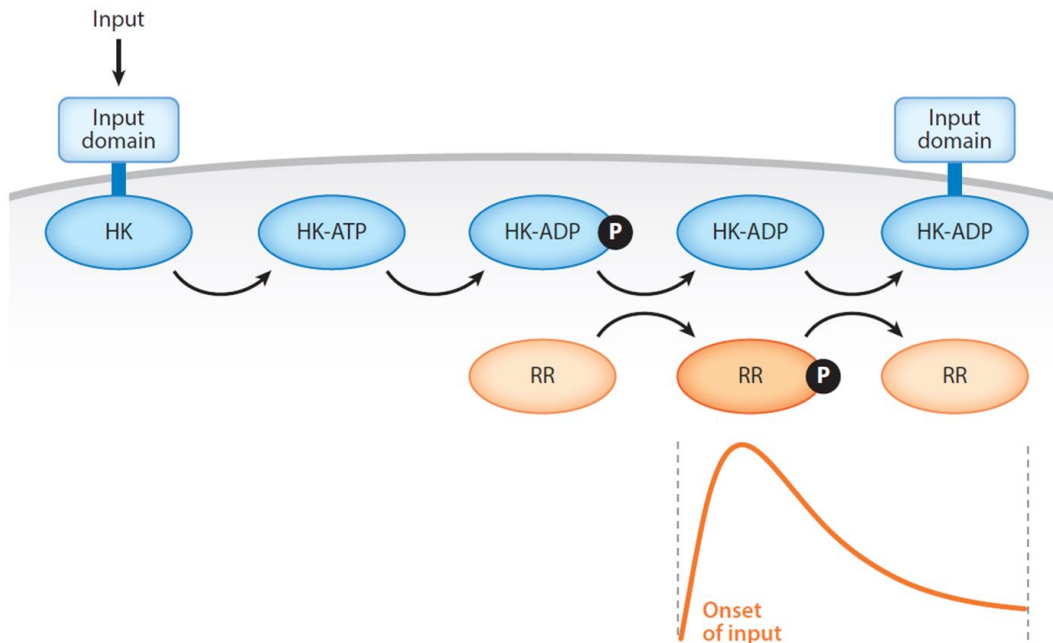 Input
Input
domain
Input
domain
HK
HK-ATP
HK-ADP
P
HK-ADP
HK-ADP
RR
RR
P
RR
Onset
of input